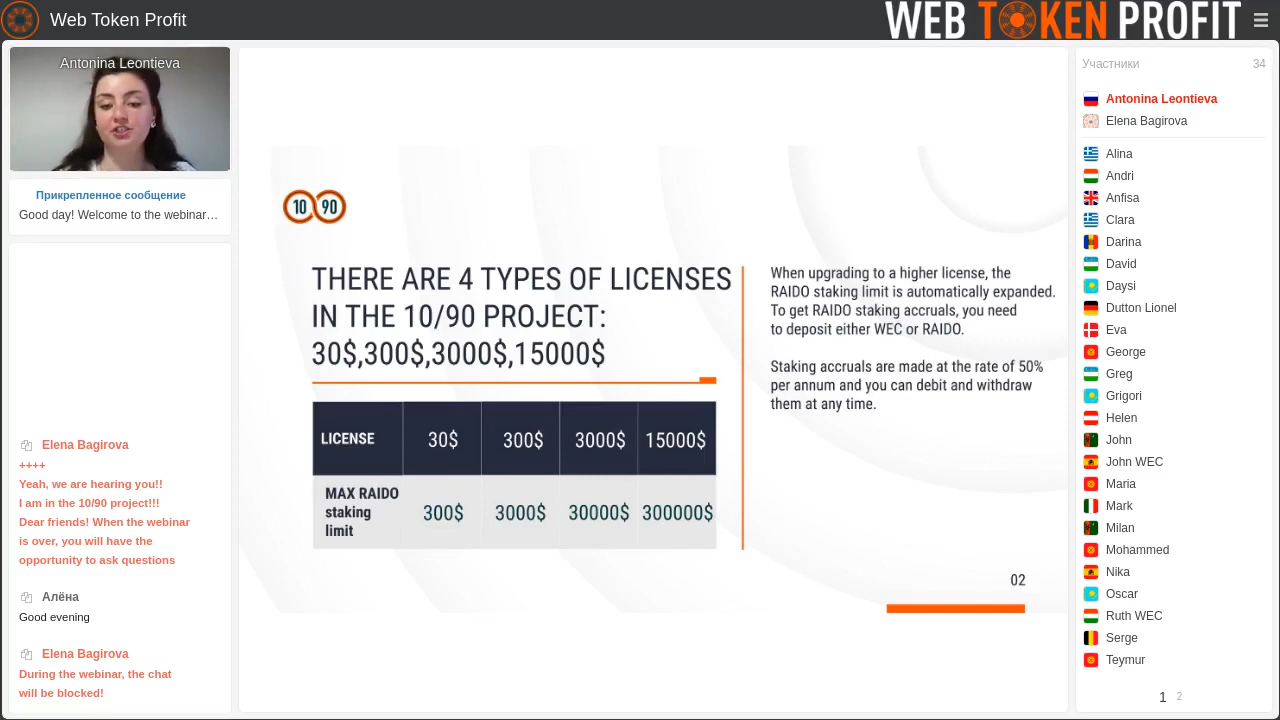 Web Token Profit
WEB TOKEN PROFIT
Antonina Leontieva
Прикрепленное сообщение
Good day! Welcome to the webinar…
Elena Bagirova
++++
Yeah, we are hearing you!!
I am in the 10/90 project!!!
Dear friends! When the webinar
is over, you will have the
opportunity to ask questions
Алёна
Good evening
Elena Bagirova
During the webinar, the chat
will be blocked!
10 90
THERE ARE 4 TYPES OF LICENSES
IN THE 10/90 PROJECT:
30$,300$,3000$,15000$
LICENSE 30$ 300$ 3000$ 15000$
MAX RAIDO
staking
limit
300$ 3000$ 30000$ 300000$
When upgrading to a higher license, the
RAIDO staking limit is automatically expanded.
To get RAIDO staking accruals, you need
to deposit either WEC or RAIDO.
Staking accruals are made at the rate of 50%
per annum and you can debit and withdraw
them at any time.
02
Участники 34
Antonina Leontieva
Elena Bagirova
Alina
Andri
Anfisa
Clara
Darina
David
Daysi
Dutton Lionel
Eva
George
Greg
Grigori
Helen
John
John WEC
Maria
Mark
Milan
Mohammed
Nika
Oscar
Ruth WEC
Serge
Teymur
1 2